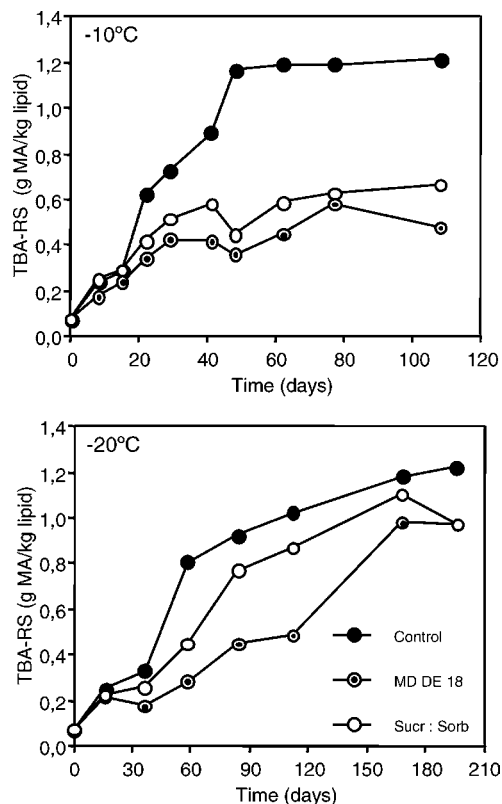 -10ºC
TBA-RS (g MA/kg lipid)
1,4
1,2
1,0
0,8
0,6
0,4
0,2
0,0
0 20 40 60 80 100 120
Time (days)
-20ºC
TBA-RS (g MA/kg lipid)
1,4
1,2
1,0
0,8
0,6
0,4
0,2
0,0
Control
MD DE 18
Sucr : Sorb
0 30 60 90 120 150 180 210
Time (days)